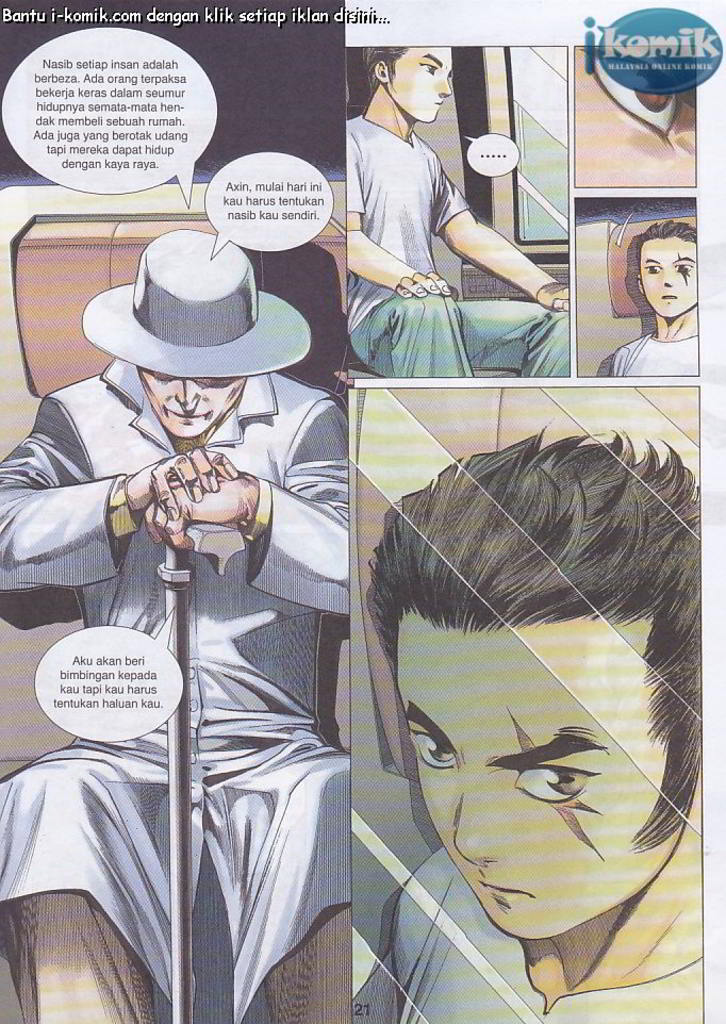 Bantu i-komik.com dengan klik setiap iklan disini...
ikomik
MALAYSIA ONLINE KOMIK
Nasib setiap insan adalah
berbeza. Ada orang terpaksa
bekerja keras dalam seumur
hidupnya semata-mata hen-
dak membeli sebuah rumah.
Ada juga yang berotak udang
tapi mereka dapat hidup
dengan kaya raya.
Axin, mulai hari ini
kau harus tentukan
nasib kau sendiri.
.....
Aku akan beri
bimbingan kepada
kau tapi kau harus
tentukan haluan kau.
21